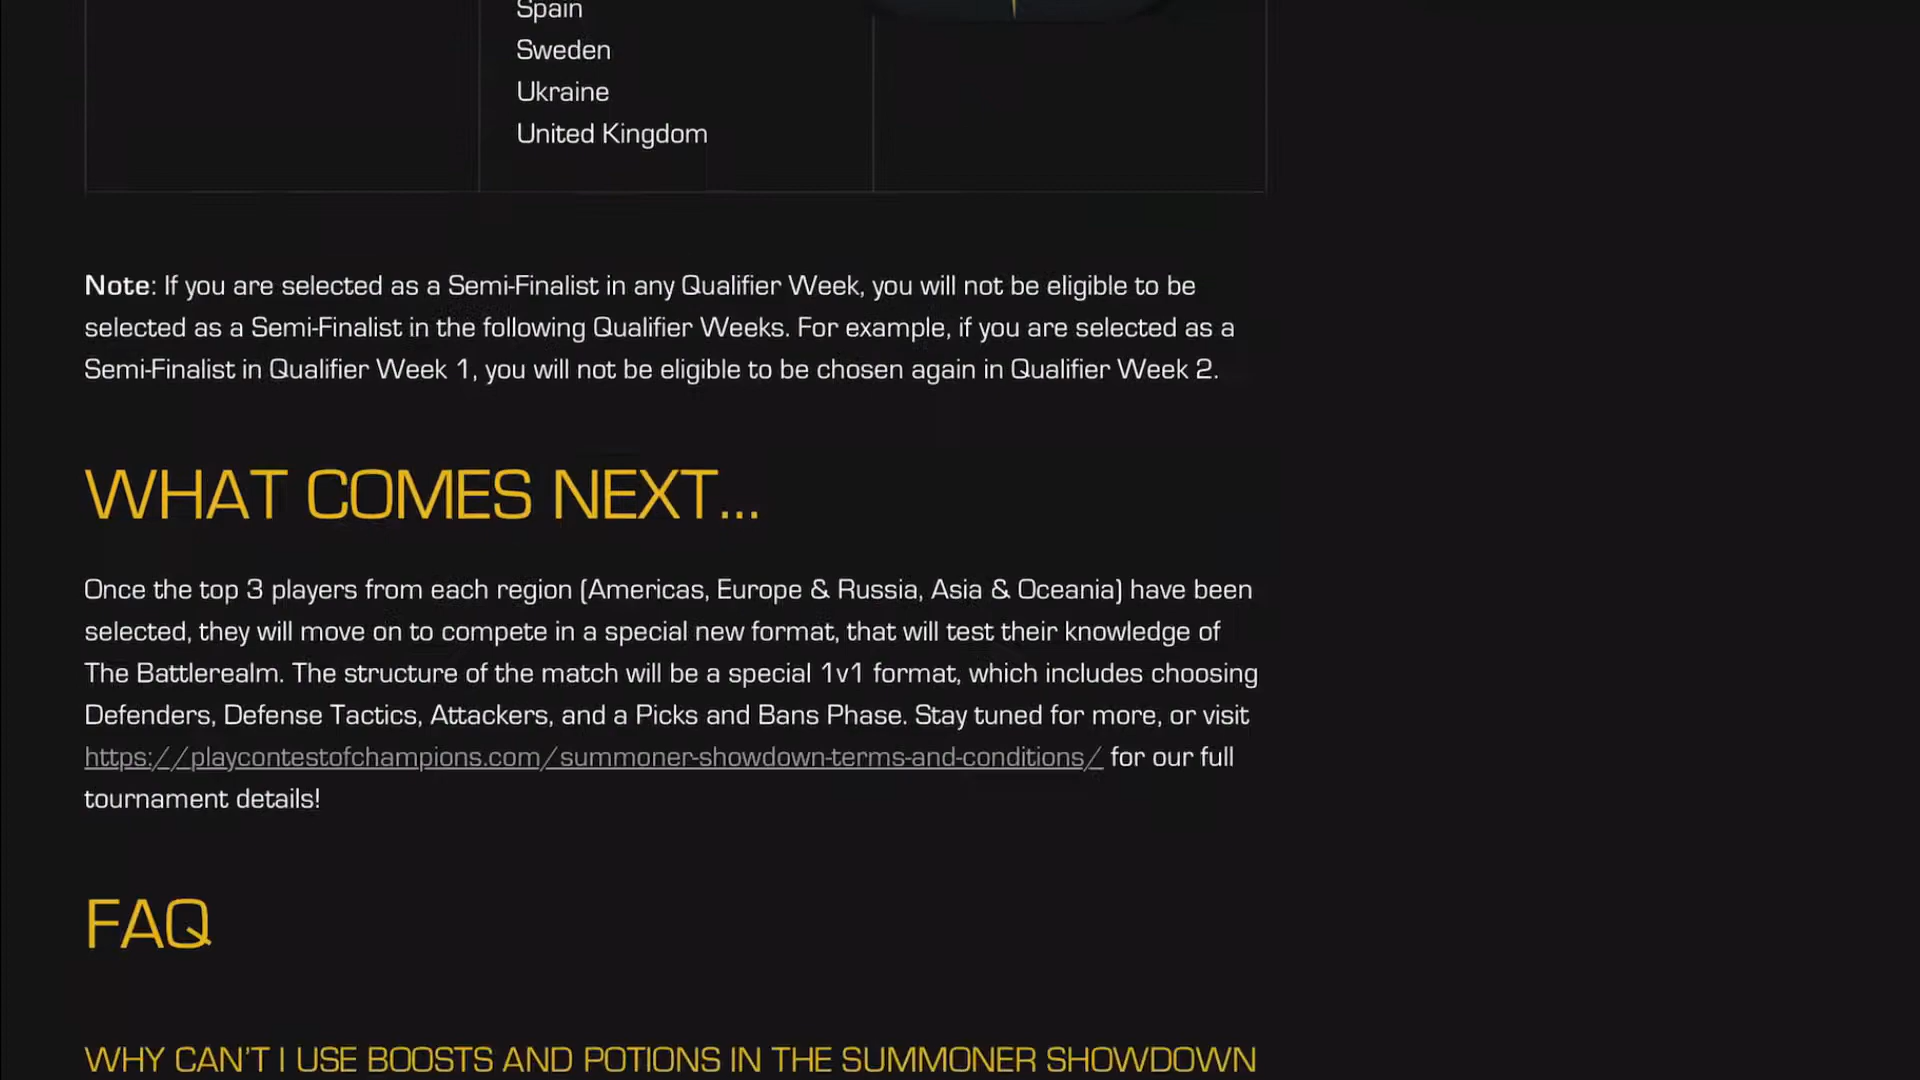 Spain
Sweden
Ukraine
United Kingdom
Note: If you are selected as a Semi-Finalist in any Qualifier Week, you will not be eligible to be
selected as a Semi-Finalist in the following Qualifier Weeks. For example, if you are selected as a
Semi-Finalist in Qualifier Week 1, you will not be eligible to be chosen again in Qualifier Week 2.
WHAT COMES NEXT...
Once the top 3 players from each region (Americas, Europe & Russia, Asia & Oceania) have been
selected, they will move on to compete in a special new format, that will test their knowledge of
The Battlerealm. The structure of the match will be a special 1v1 format, which includes choosing
Defenders, Defense Tactics, Attackers, and a Picks and Bans Phase. Stay tuned for more, or visit
https://playcontestofchampions.com/summoner-showdown-terms-and-conditions/ for our full
tournament details!
FAQ
WHY CAN'T I USE BOOSTS AND POTIONS IN THE SUMMONER SHOWDOWN